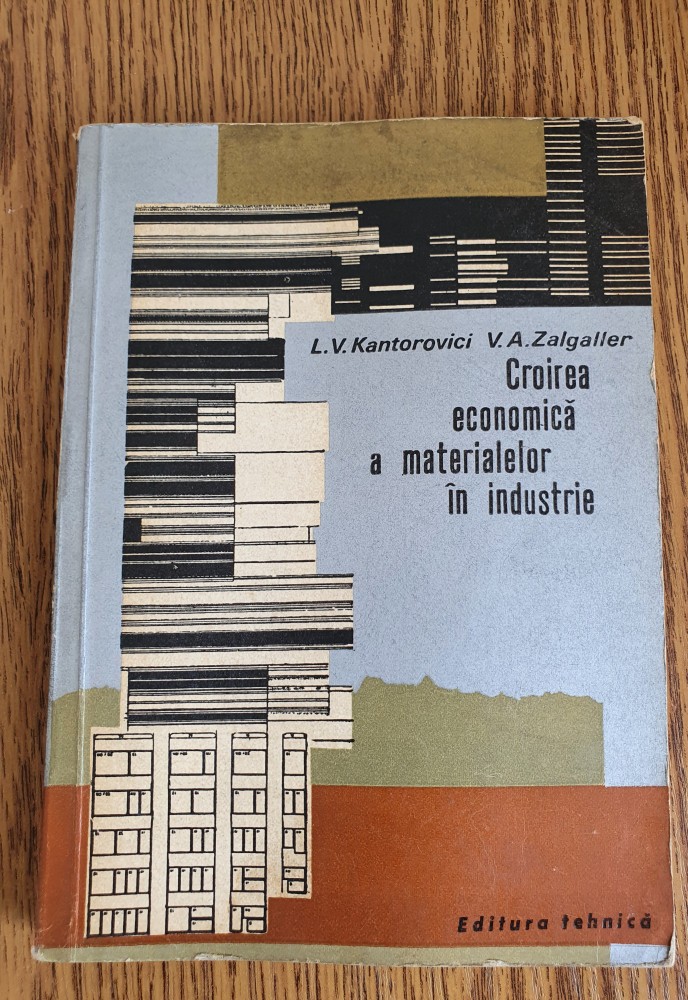 L.V.Kantorovici V.A.Zalgaller
Croirea
economică
a materialelor
în industrie
Editura tehnică